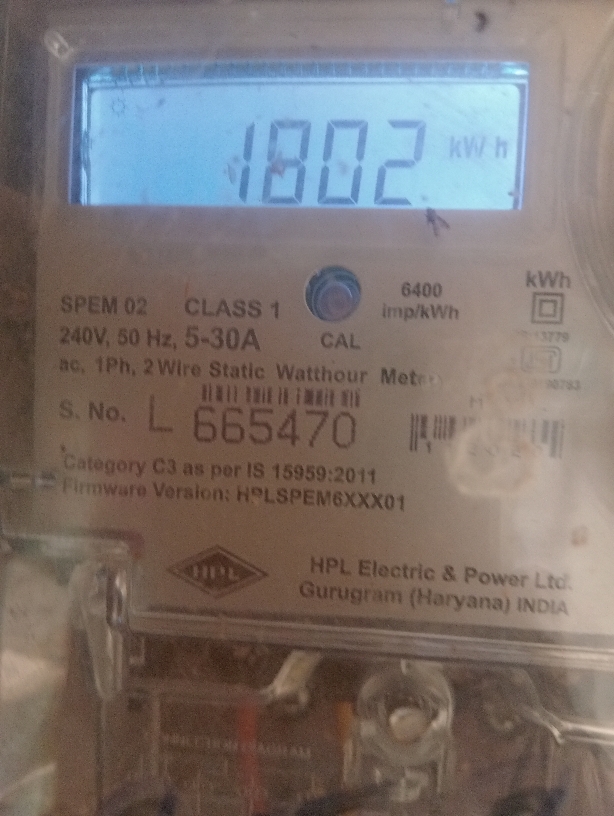 1802 kWh
6400
kWh
SPEM 02 CLASS 1
imp/kWh
240V, 50 Hz, 5-30A
CAL
ac, 1Ph, 2 Wire Static Watthour
S. No. L 665470
*Category C3 as per IS 15959:2011
Firmware Version: HPLSPEM6XXX01
HPL
HPL Electric & Power Ltd.
Gurugram (Haryana) INDIA